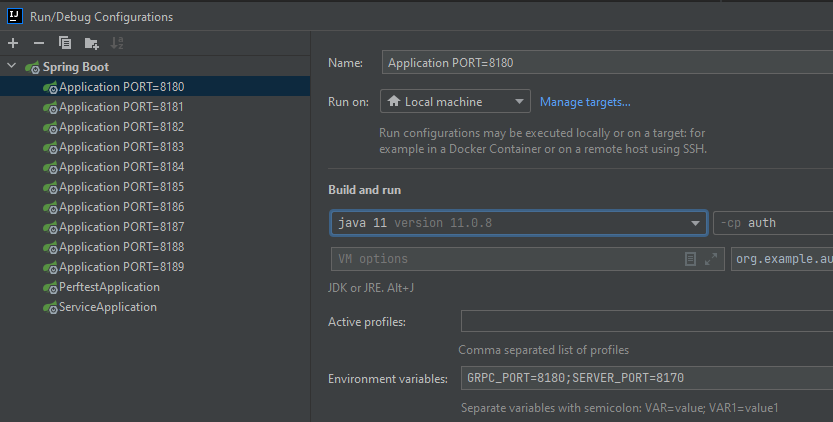 IJ Run/Debug Configurations
Spring Boot
Application PORT=8180
Application PORT=8181
Application PORT=8182
Application PORT=8183
Application PORT=8184
Application PORT=8185
Application PORT=8186
Application PORT=8187
Application PORT=8188
Application PORT=8189
PerftestApplication
ServiceApplication
Name: Application PORT=8180
Run on: Local machine Manage targets...
Run configurations may be executed locally or on a target: for
example in a Docker Container or on a remote host using SSH.
Build and run
java 11 version 11.0.8 -cp auth
VM options org.example.au
JDK or JRE. Alt+J
Active profiles:
Comma separated list of profiles
Environment variables: GRPC_PORT=8180;SERVER_PORT=8170
Separate variables with semicolon: VAR=value; VAR1=value1